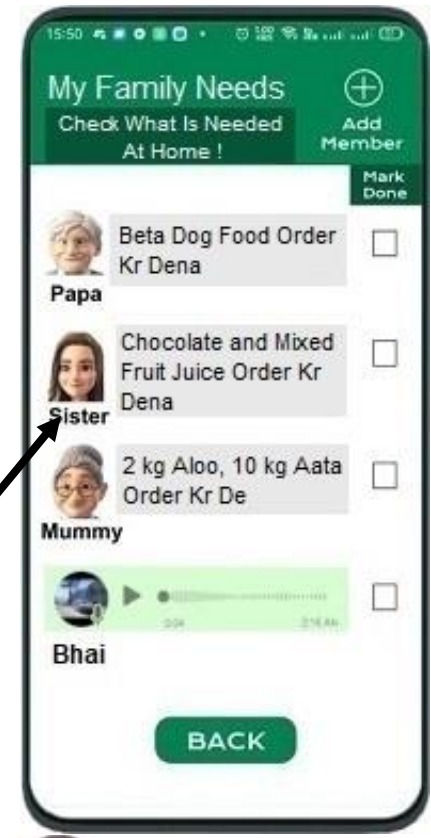 15:50
My Family Needs
Check What Is Needed
At Home !
Add
Member
Mark
Done
Beta Dog Food Order
Kr Dena
Papa
Chocolate and Mixed
Fruit Juice Order Kr
Dena
Sister
2 kg Aloo, 10 kg Aata
Order Kr De
Mummy
Bhai
BACK